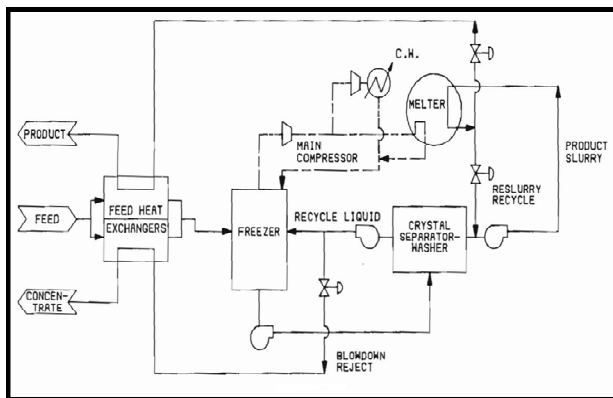 C.W.
MELTER
PRODUCT
MAIN
COMPRESSOR
PRODUCT
SLURRY
RESLURRY
RECYCLE
FEED
FEED HEAT
EXCHANGERS
FREEZER
RECYCLE LIQUID
CRYSTAL
SEPARATOR-
WASHER
CONCEN-
TRATE
BLOWDOWN
REJECT